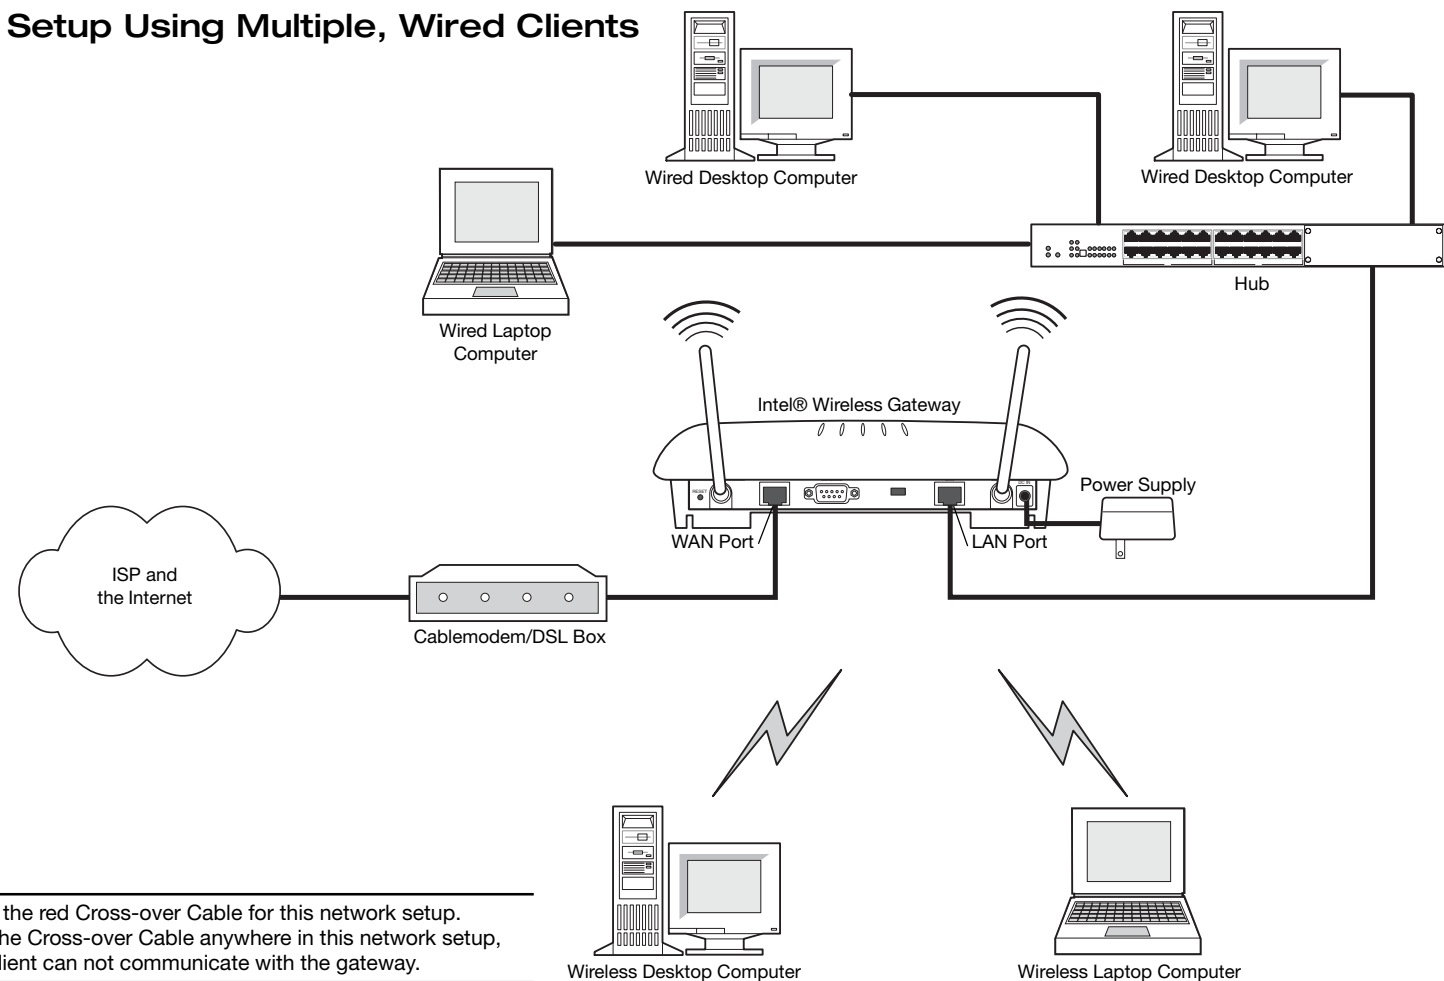 Setup Using Multiple, Wired Clients
Wired Desktop Computer
Wired Desktop Computer
Hub
Wired Laptop
Computer
Intel® Wireless Gateway
RESET
DC IN
Power Supply
WAN Port
LAN Port
ISP and
the Internet
Cablemodem/DSL Box
the red Cross-over Cable for this network setup.
he Cross-over Cable anywhere in this network setup,
lient can not communicate with the gateway.
Wireless Desktop Computer
Wireless Laptop Computer